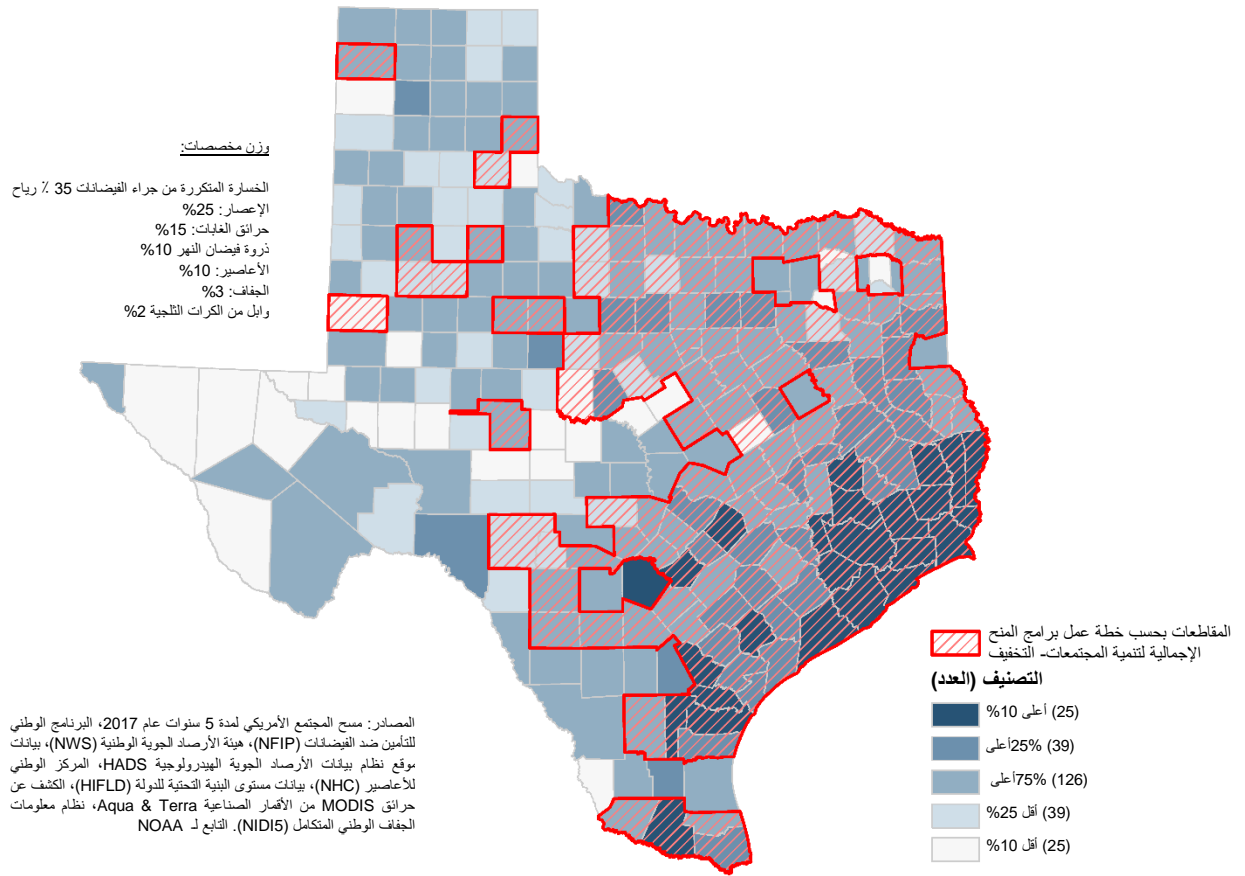 وزن مخصصات:
الخسارة المتكررة من جراء الفيضانات 35 ٪ رياح
الإعصار: 25%
حرائق الغابات: 15%
ذروة فيضان النهر 10%
الأعاصير: 10%
الجفاف: 3%
وابل من الكرات الثلجية 2%
المقاطعات بحسب خطة عمل برامج المنح
الإجمالية لتنمية المجتمعات- التخفيف
التصنيف (العدد)
(25) أعلى 10%
(39) 25%أعلى
(126) 75%أعلى
(39) أقل 25%
(25) أقل 10%
المصادر: مسح المجتمع الأمريكي لمدة 5 سنوات عام 2017، البرنامج الوطني
للتأمين ضد الفيضانات (NFIP)، هيئة الأرصاد الجوية الوطنية (NWS)، بيانات
موقع نظام بيانات الأرصاد الجوية الهيدرولوجية HADS، المركز الوطني
للأعاصير (NHC)، بيانات مستوى البنية التحتية للدولة (HIFLD)، الكشف عن
حرائق MODIS من الأقمار الصناعية Aqua & Terra، نظام معلومات
الجفاف الوطني المتكامل (NIDI5). التابع لـ NOAA